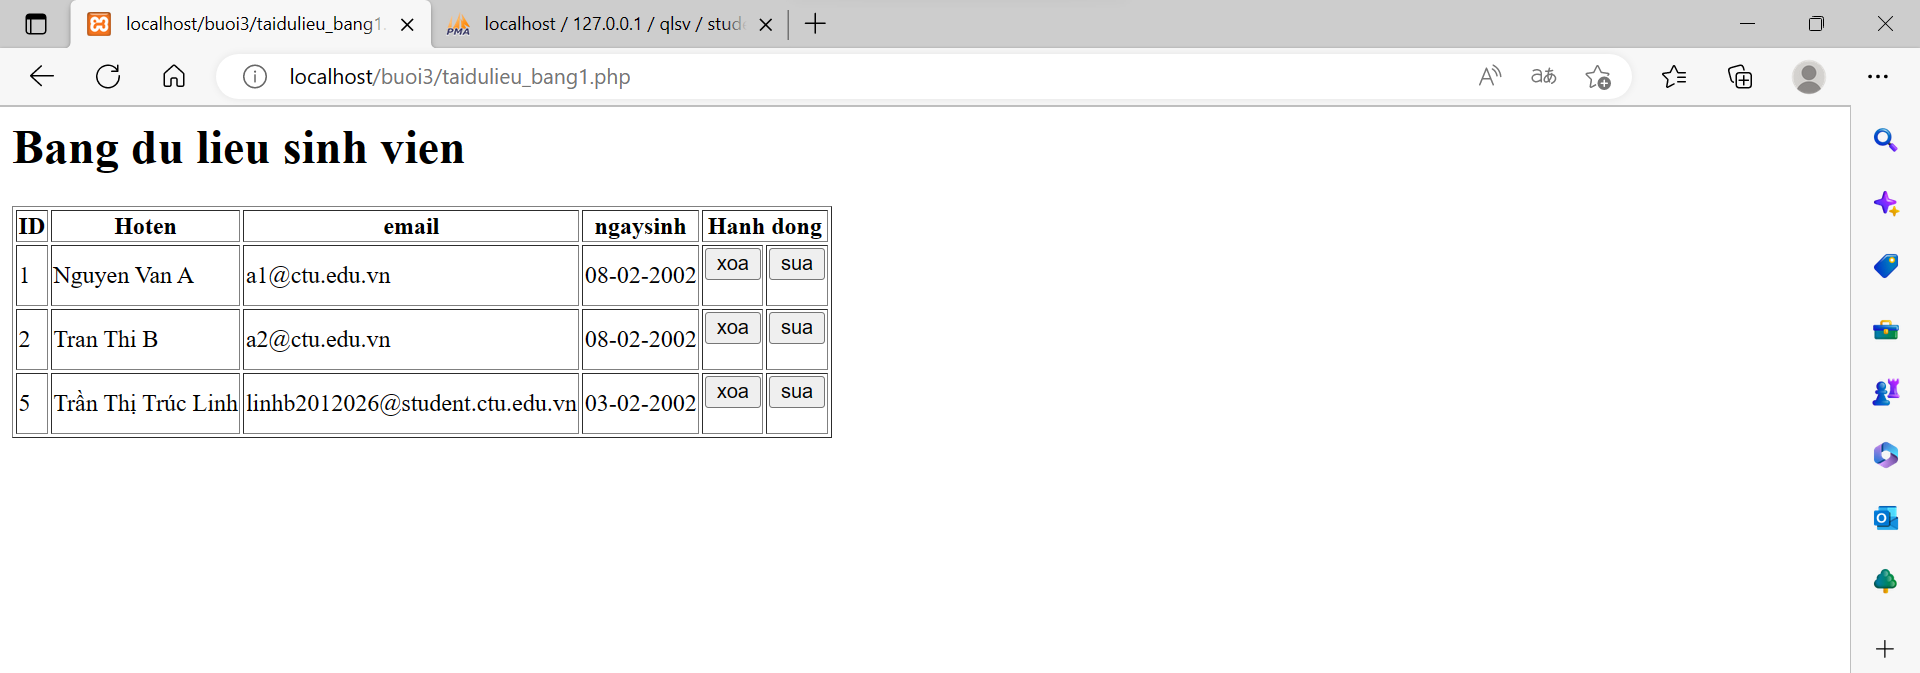 localhost/buoi3/taidulieu_bang1.
PMA localhost / 127.0.0.1 / qlsv / stude
localhost/buoi3/taidulieu_bang1.php
Bang du lieu sinh vien
ID Hoten email ngaysinh Hanh dong
1 Nguyen Van A a1@ctu.edu.vn 08-02-2002 xoa sua
2 Tran Thi B a2@ctu.edu.vn 08-02-2002 xoa sua
5 Trần Thị Trúc Linh linhb2012026@student.ctu.edu.vn 03-02-2002 xoa sua